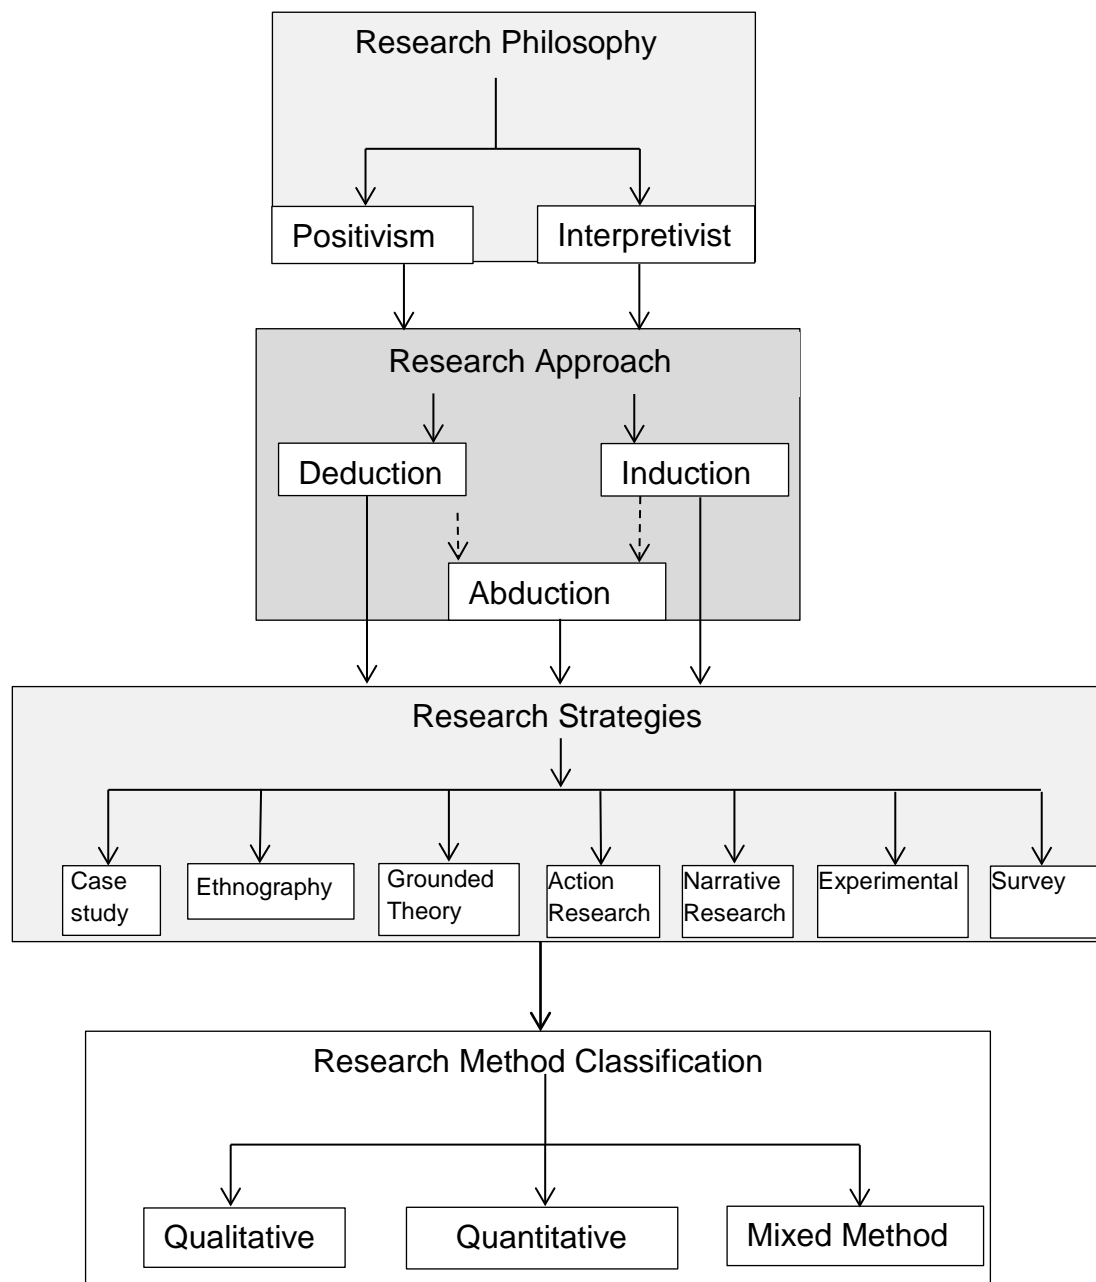 Research Philosophy
Positivism
Interpretivist
Research Approach
Deduction
Induction
Abduction
Research Strategies
Case
study
Ethnography
Grounded
Theory
Action
Research
Narrative
Research
Experimental
Survey
Research Method Classification
Qualitative
Quantitative
Mixed Method